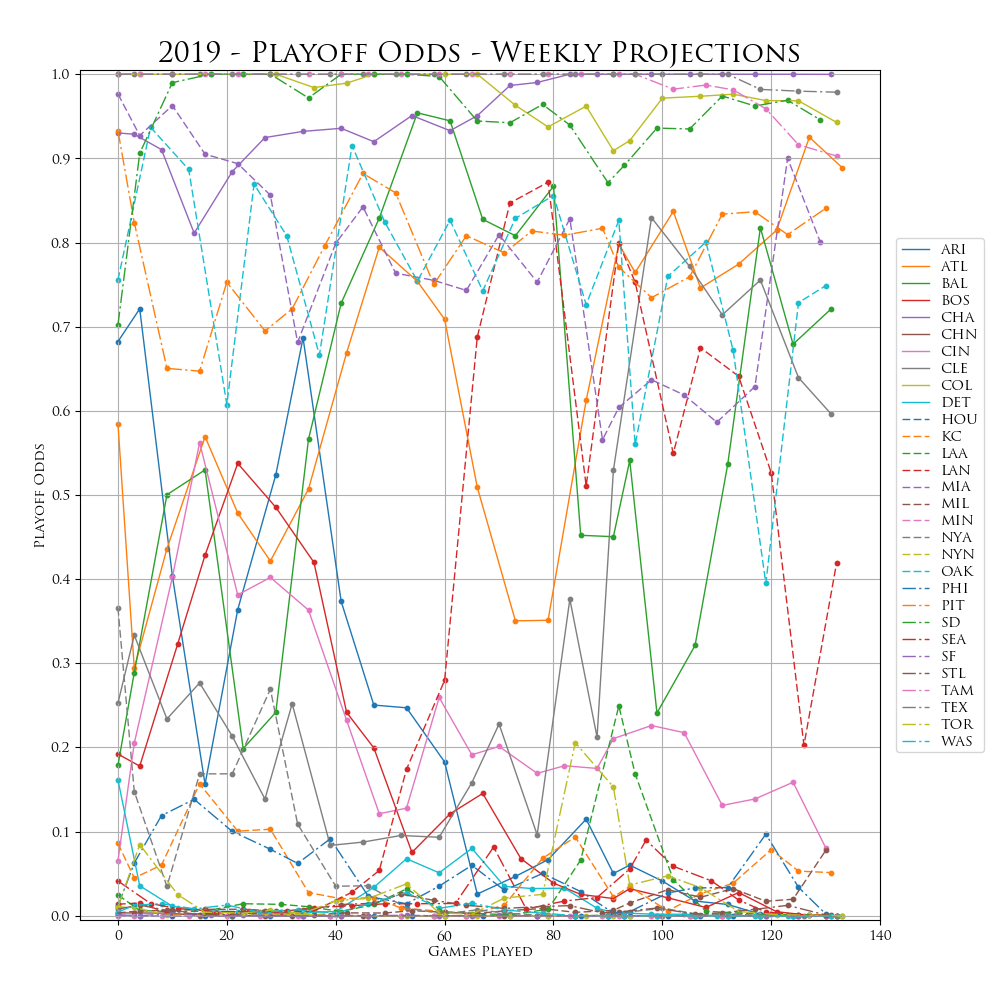 2019 - Playoff Odds - Weekly Projections
1.0
0.9
0.8
0.7
0.6
0.5
0.4
0.3
0.2
0.1
0.0
Playoff Odds
0 20 40 60 80 100 120 140
Games Played
ARI
ATL
BAL
BOS
CHA
CHN
CIN
CLE
COL
DET
HOU
KC
LAA
LAN
MIA
MIL
MIN
NYA
NYN
OAK
PHI
PIT
SD
SEA
SF
STL
TAM
TEX
TOR
WAS